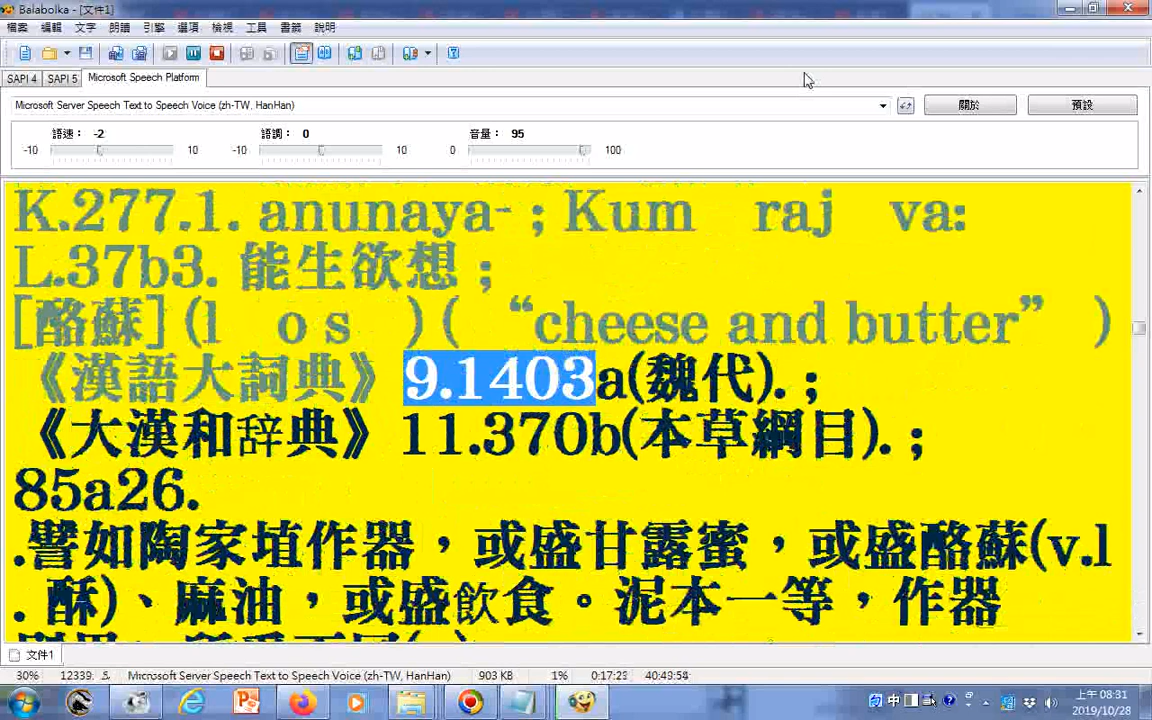 Balabolka - [文件1]
檔案 編輯 文字 朗讀 引擎 選項 檢視 工具 書籤 說明
SAPI 4 SAPI 5 Microsoft Speech Platform
Microsoft Server Speech Text to Speech Voice (zh-TW, HanHan) 關於 預設
語速： -2 語調： 0 音量： 95
-10 10 -10 10 0 100
K.277.1. anunaya- ; Kum raj va:
L.37b3. 能生欲想；
[酪蘇] (l o s )( “cheese and butter” )
《漢語大詞典》 9.1403a(魏代).；
《大漢和辞典》 11.370b(本草綱目).；
85a26.
.譬如陶家埴作器，或盛甘露蜜，或盛酪蘇(v.l
. 酥)、麻油，或盛飲食。泥本一等，作器
文件1
30% 12339. Microsoft Server Speech Text to Speech Voice (zh-TW, HanHan) 903 KB 1% 0:17:23 40:49:54
中 上午 08:31
2019/10/28